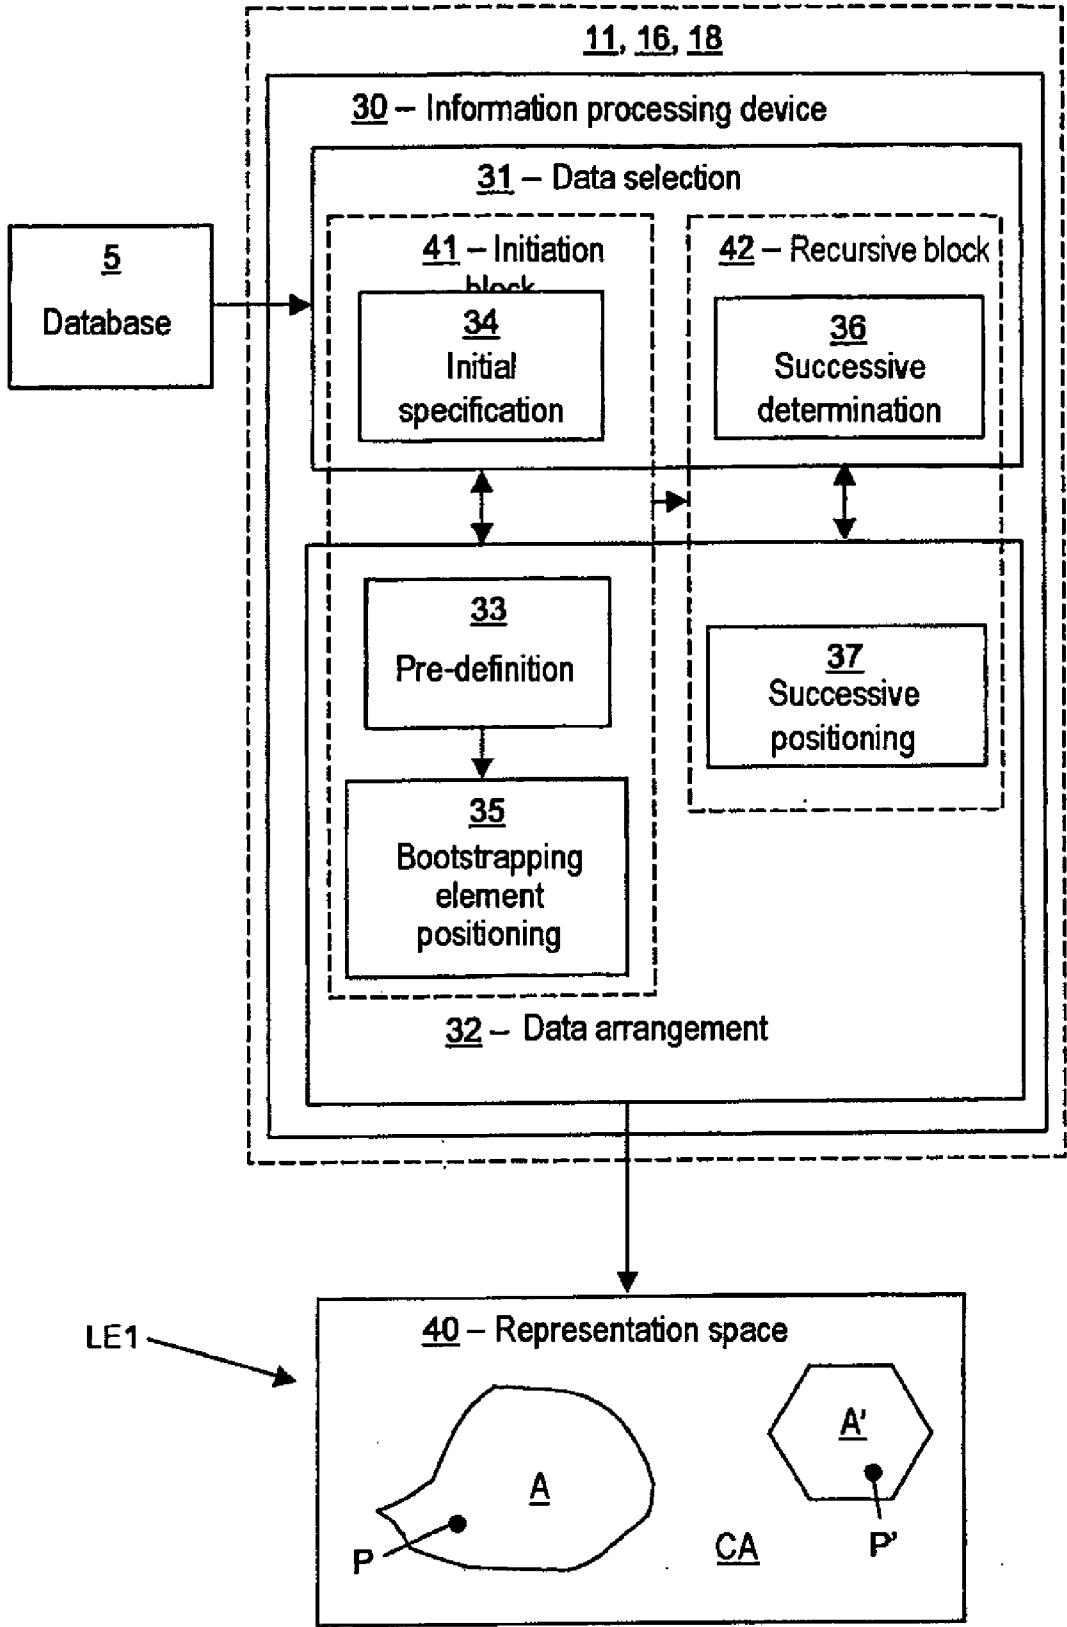 11, 16, 18
30 – Information processing device
31 – Data selection
5
Database
41 – Initiation
block
34
Initial
specification
42 – Recursive block
36
Successive
determination
33
Pre-definition
37
Successive
positioning
35
Bootstrapping
element
positioning
32 – Data arrangement
LE1
40 – Representation space
A
A'
P
P'
CA